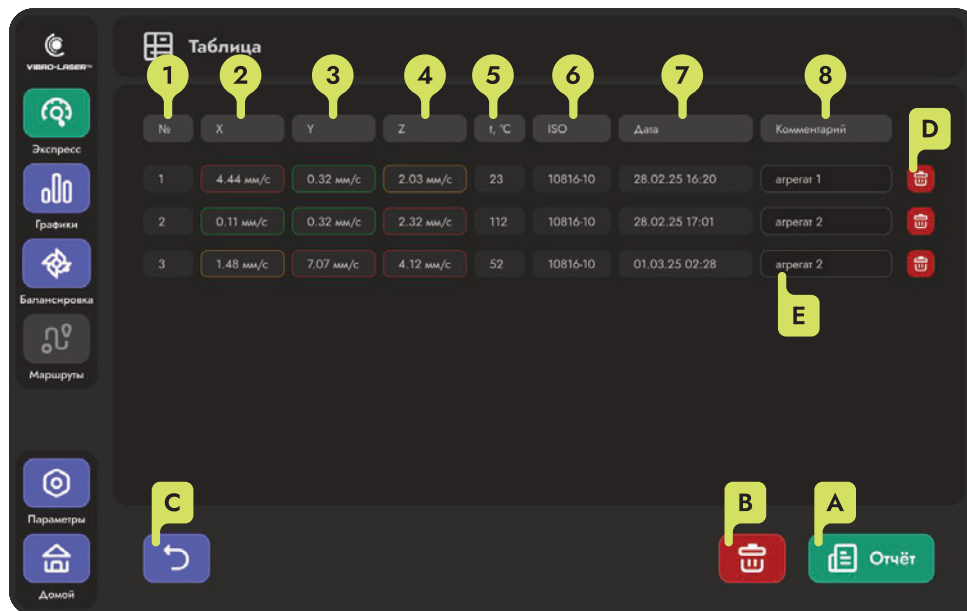 VIBRO-LASER™
Таблица
1 2 3 4 5 6 7 8
№ X Y Z t, °C ISO Дата Комментарий D
Экспресс
1 4.44 мм/с 0.32 мм/с 2.03 мм/с 23 10816-10 28.02.25 16:20 агрегат 1
2 0.11 мм/с 0.32 мм/с 2.32 мм/с 112 10816-10 28.02.25 17:01 агрегат 2
Графики
3 1.48 мм/с 7.07 мм/с 4.12 мм/с 52 10816-10 01.03.25 02:28 агрегат 2
Балансировка
E
Маршруты
C B A
Параметры
Отчёт
Домой